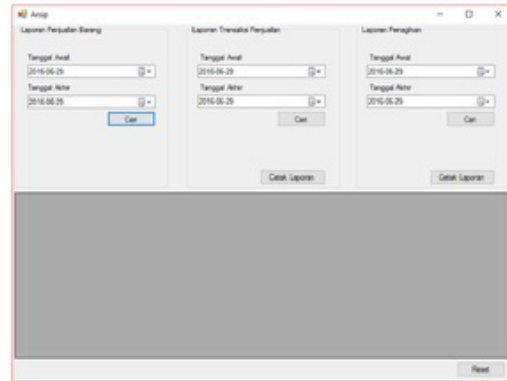 Arsip
Laporan Penjualan Barang
Tanggal Awal
2016-06-29
Tanggal Akhir
2016-06-29
Cari
Laporan Transaksi Penjualan
Tanggal Awal
2016-06-29
Tanggal Akhir
2016-06-29
Cari
Cetak Laporan
Laporan Penagihan
Tanggal Awal
2016-06-29
Tanggal Akhir
2016-06-29
Cari
Cetak Laporan
Reset